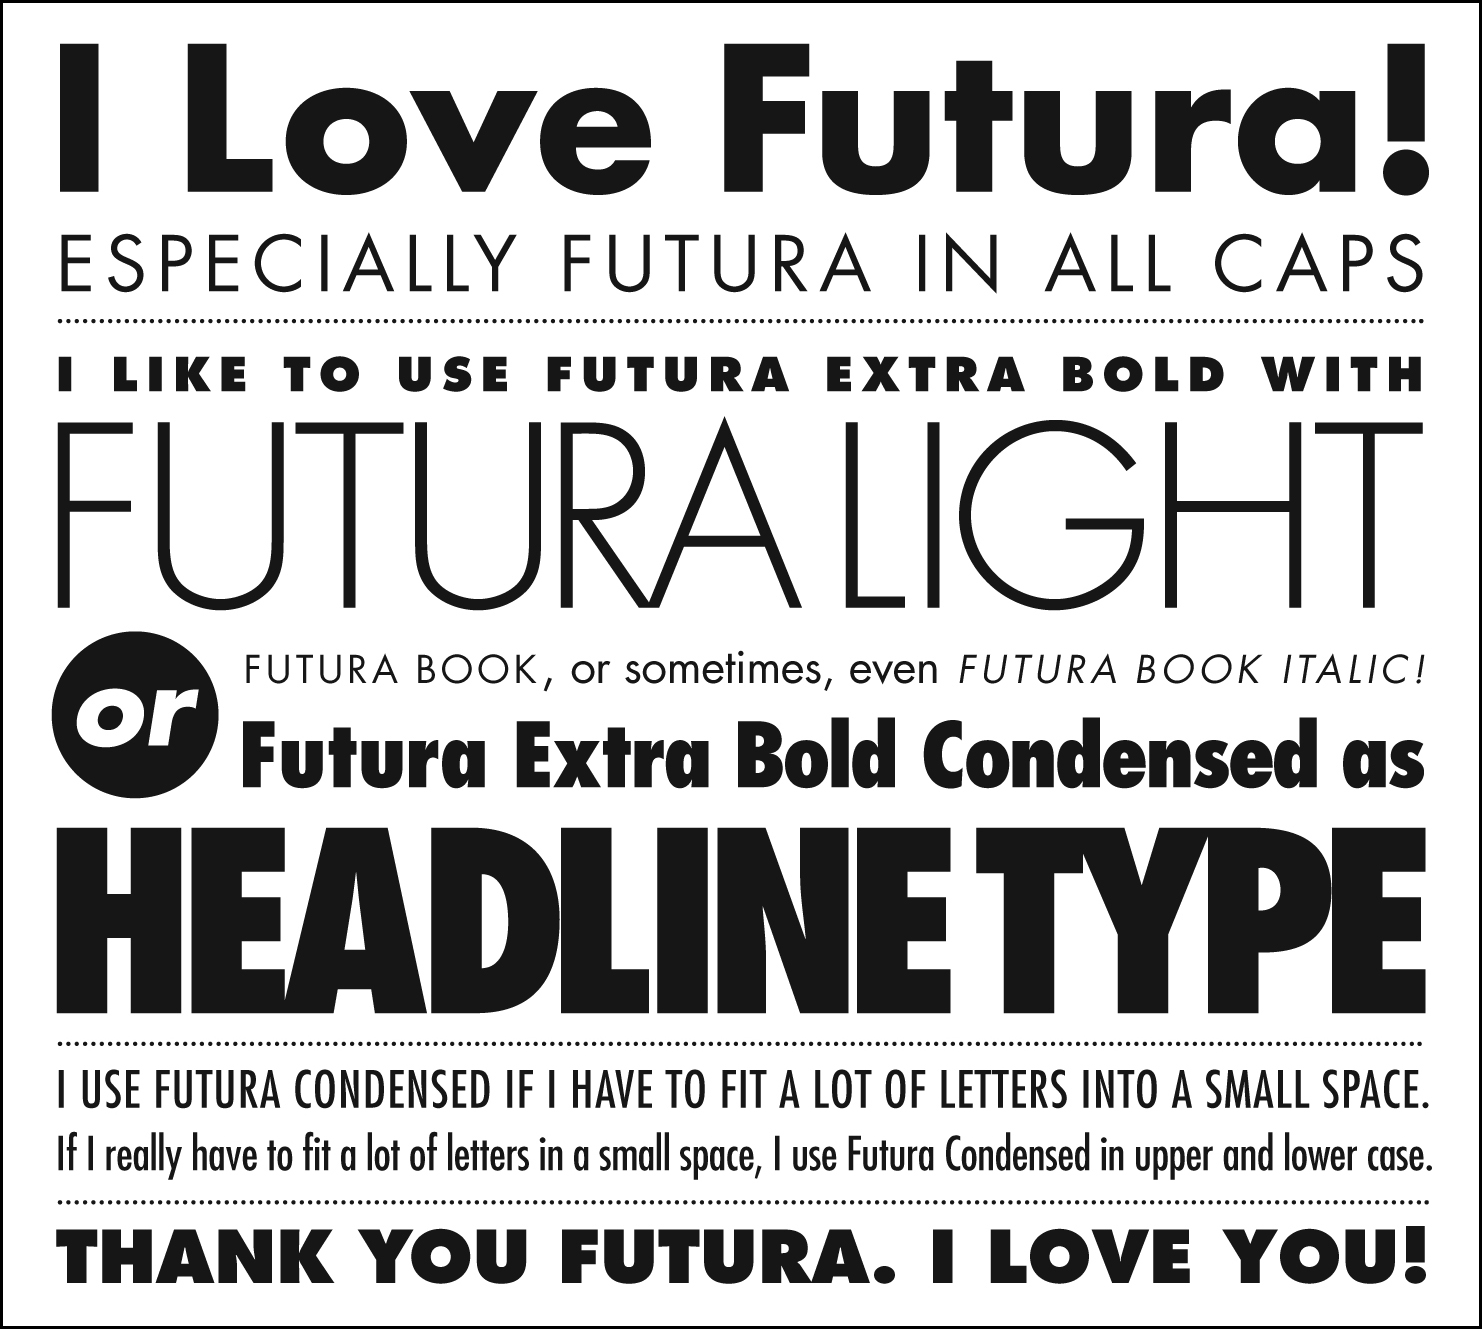 I Love Futura!
ESPECIALLY FUTURA IN ALL CAPS
I LIKE TO USE FUTURA EXTRA BOLD WITH
FUTURA LIGHT
or
FUTURA BOOK, or sometimes, even FUTURA BOOK ITALIC!
Futura Extra Bold Condensed as
HEADLINE TYPE
I USE FUTURA CONDENSED IF I HAVE TO FIT A LOT OF LETTERS INTO A SMALL SPACE.
If I really have to fit a lot of letters in a small space, I use Futura Condensed in upper and lower case.
THANK YOU FUTURA. I LOVE YOU!